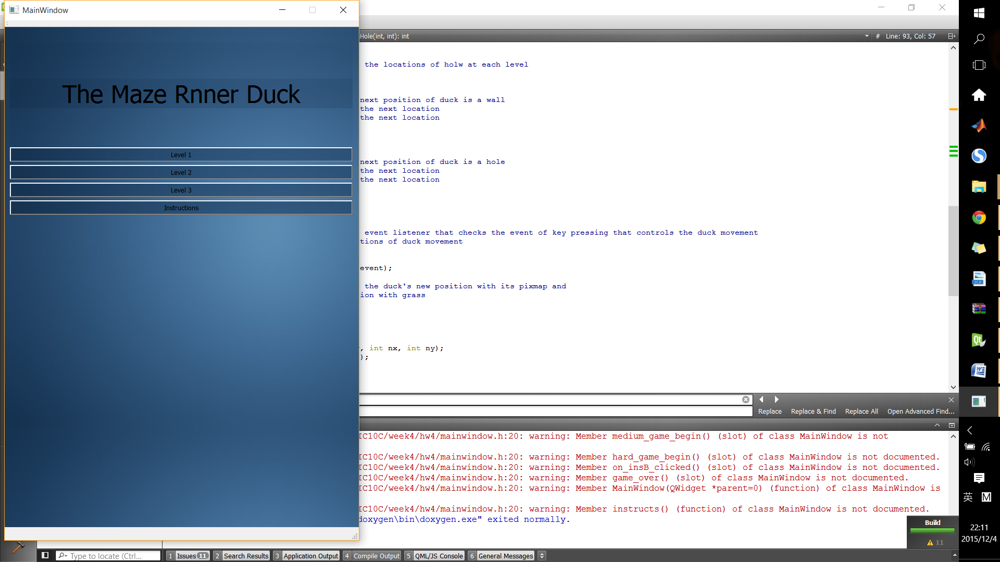 MainWindow
The Maze Rnner Duck
Level 1
Level 2
Level 3
Instructions
Hole(int, int): int
# Line: 93, Col: 57
the locations of holw at each level
next position of duck is a wall
the next location
the next location
next position of duck is a hole
the next location
the next location
event listener that checks the event of key pressing that controls the duck movement
tions of duck movement
event);
the duck's new position with its pixmap and
ion with grass
, int nx, int ny);
);
Replace Replace & Find Replace All Open Advanced Find...
IC10C/week4/hw4/mainwindow.h:20: warning: Member medium_game_begin() (slot) of class MainWindow is not
IC10C/week4/hw4/mainwindow.h:20: warning: Member hard_game_begin() (slot) of class MainWindow is not documented.
IC10C/week4/hw4/mainwindow.h:20: warning: Member on_insB_clicked() (slot) of class MainWindow is not documented.
IC10C/week4/hw4/mainwindow.h:20: warning: Member game_over() (slot) of class MainWindow is not documented.
IC10C/week4/hw4/mainwindow.h:20: warning: Member MainWindow(QWidget *parent=0) (function) of class MainWindow is
IC10C/week4/hw4/mainwindow.h:20: warning: Member instructs() (function) of class MainWindow is not documented.
doxygen\bin\doxygen.exe" exited normally.
Build
11
Type to locate (Ctrl...
1 Issues 11 2 Search Results 3 Application Output 4 Compile Output 5 QML/JS Console 6 General Messages
ICO
Qt
英 M
22:11
2015/12/4